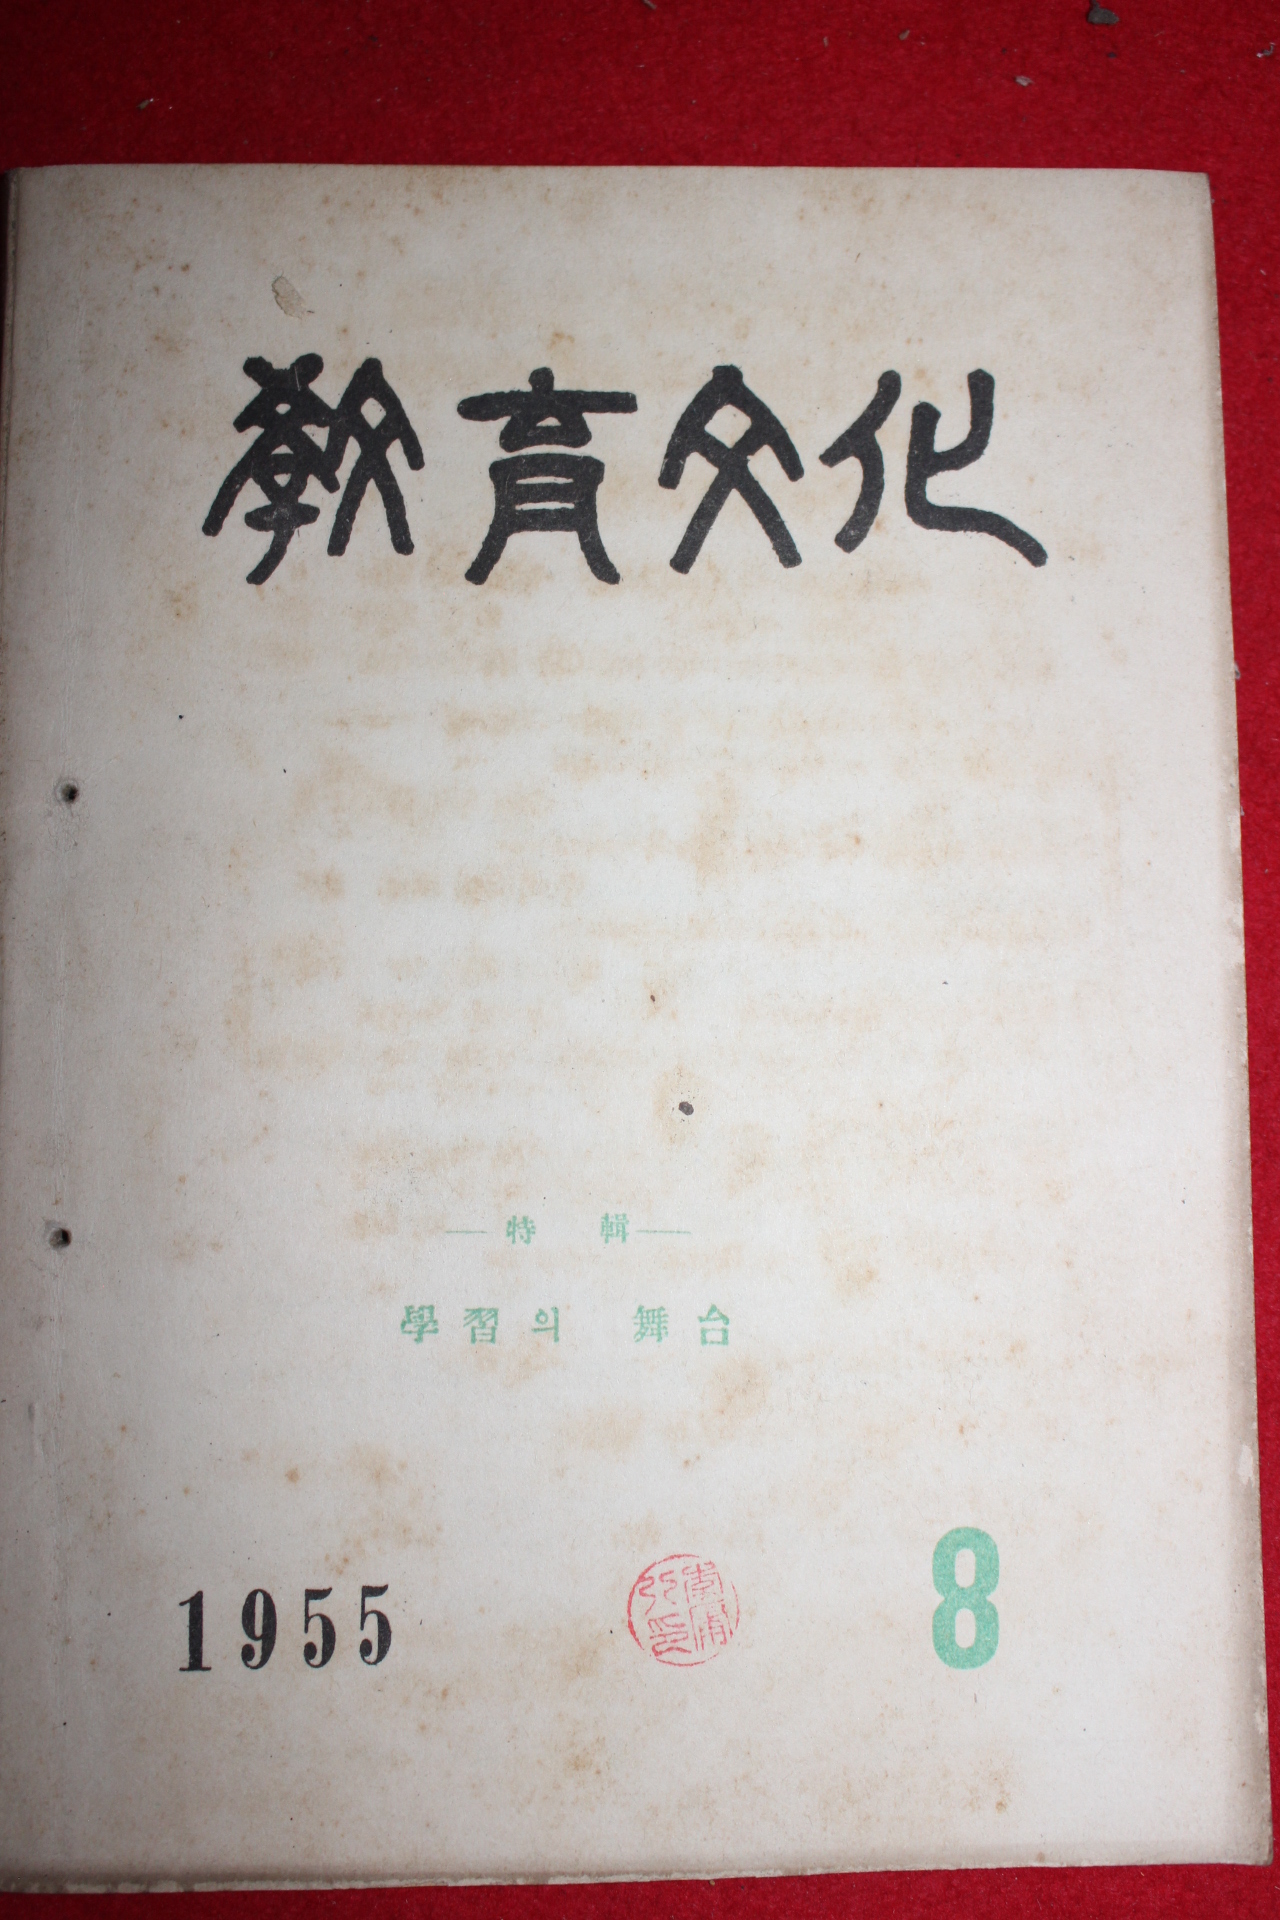 敎育文化
—特 輯—
學習의 舞台
1955
8